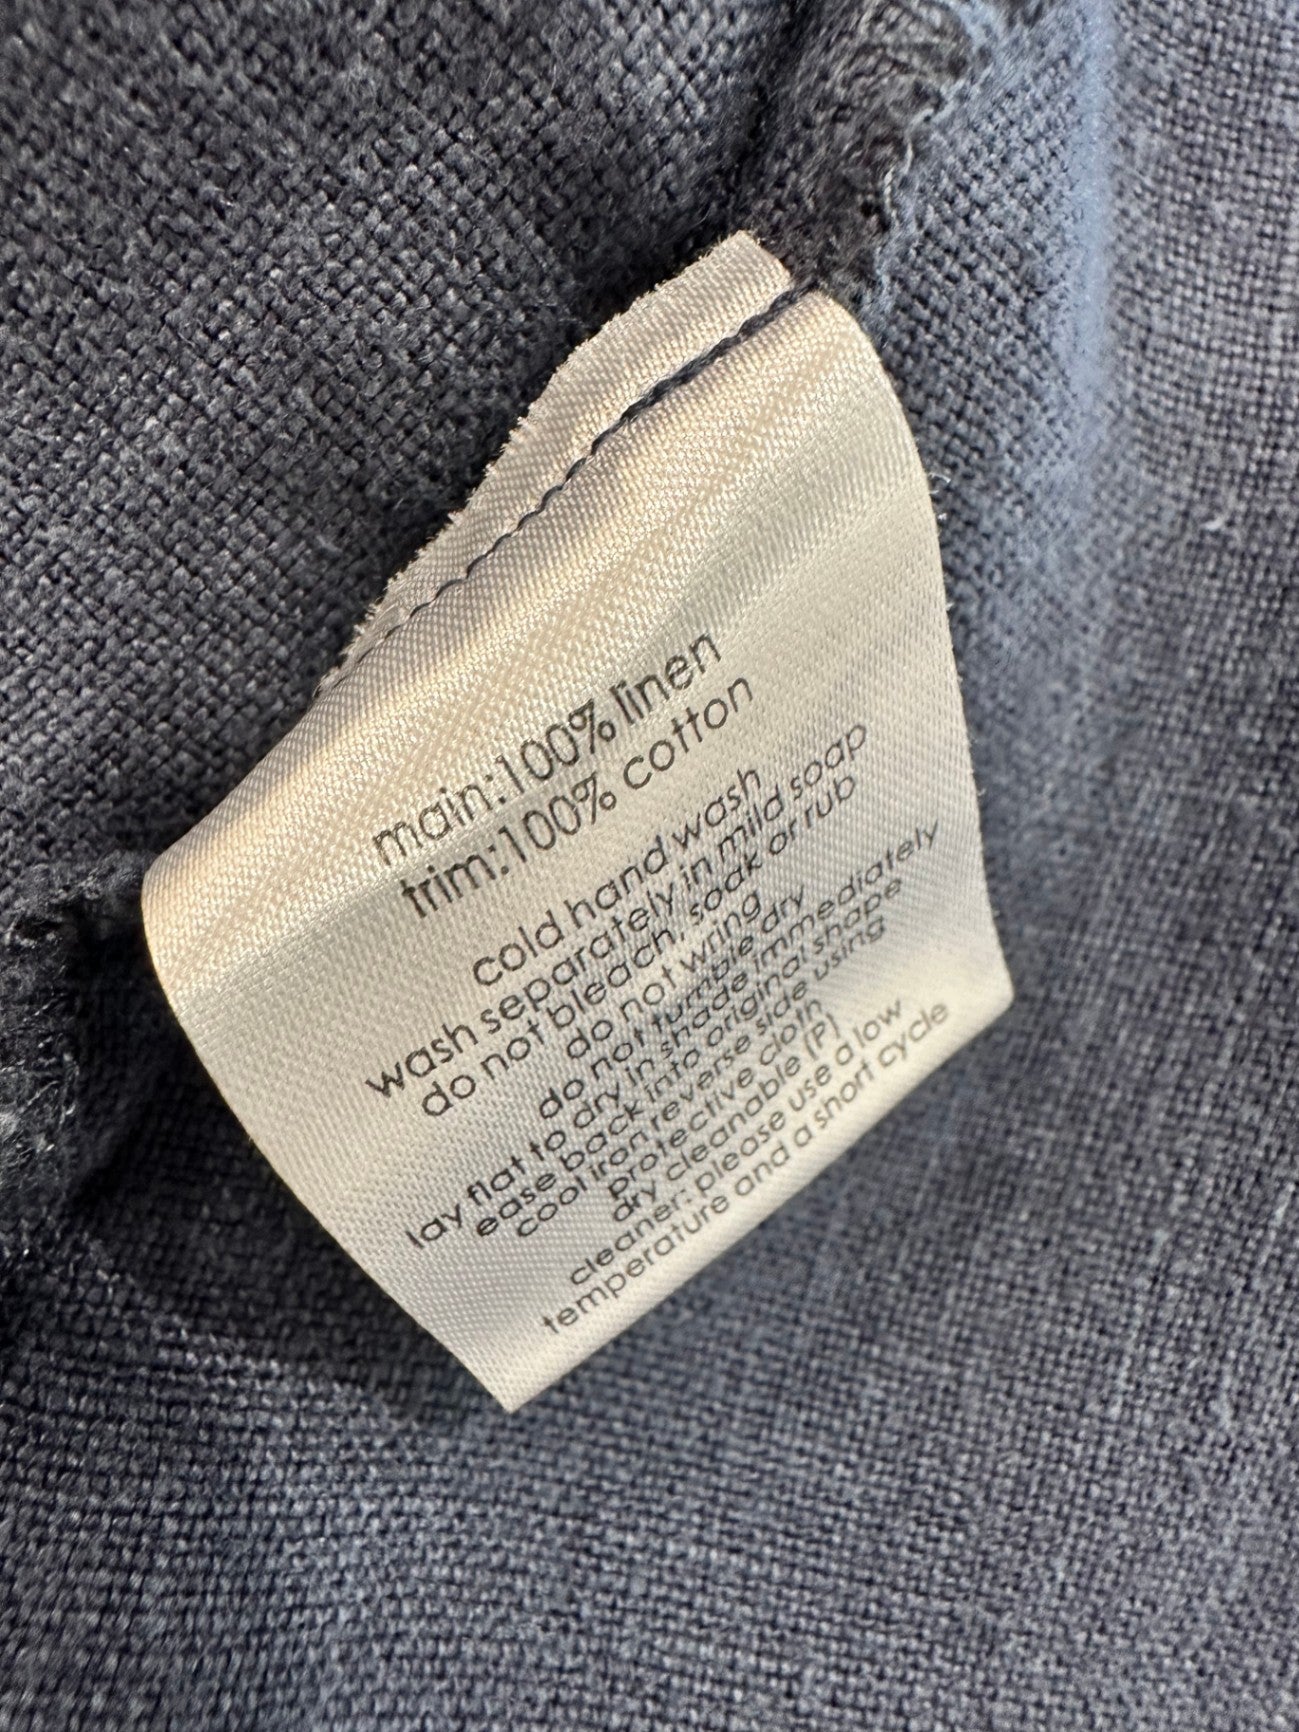 main:100% linen
trim:100% cotton
cold hand wash
wash separately in mild soap
do not bleach, soak or rub
do not wring
do not tumble dry
lay flat to dry in shade immediately
ease back into original shape
cool iron reverse side using
protective cloth
dry cleanable (P)
cleaner: please use a low
temperature and a short cycle